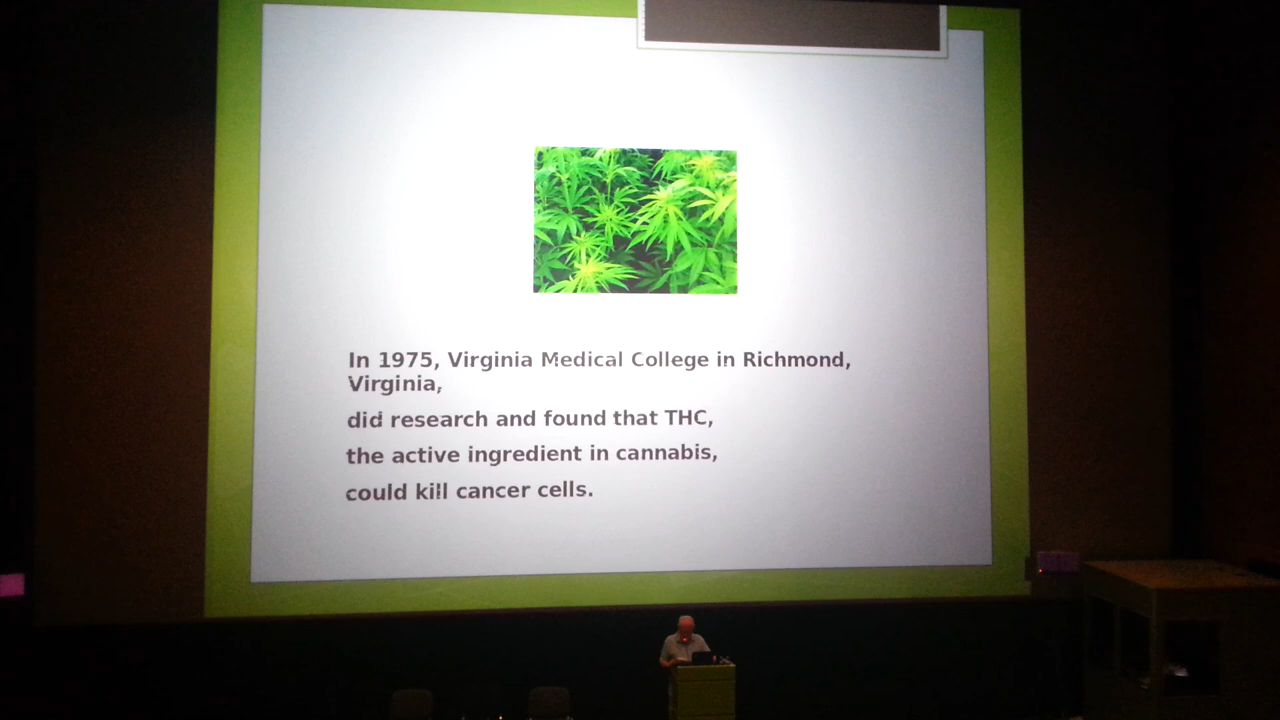 In 1975, Virginia Medical College in Richmond,
Virginia,
did research and found that THC,
the active ingredient in cannabis,
could kill cancer cells.